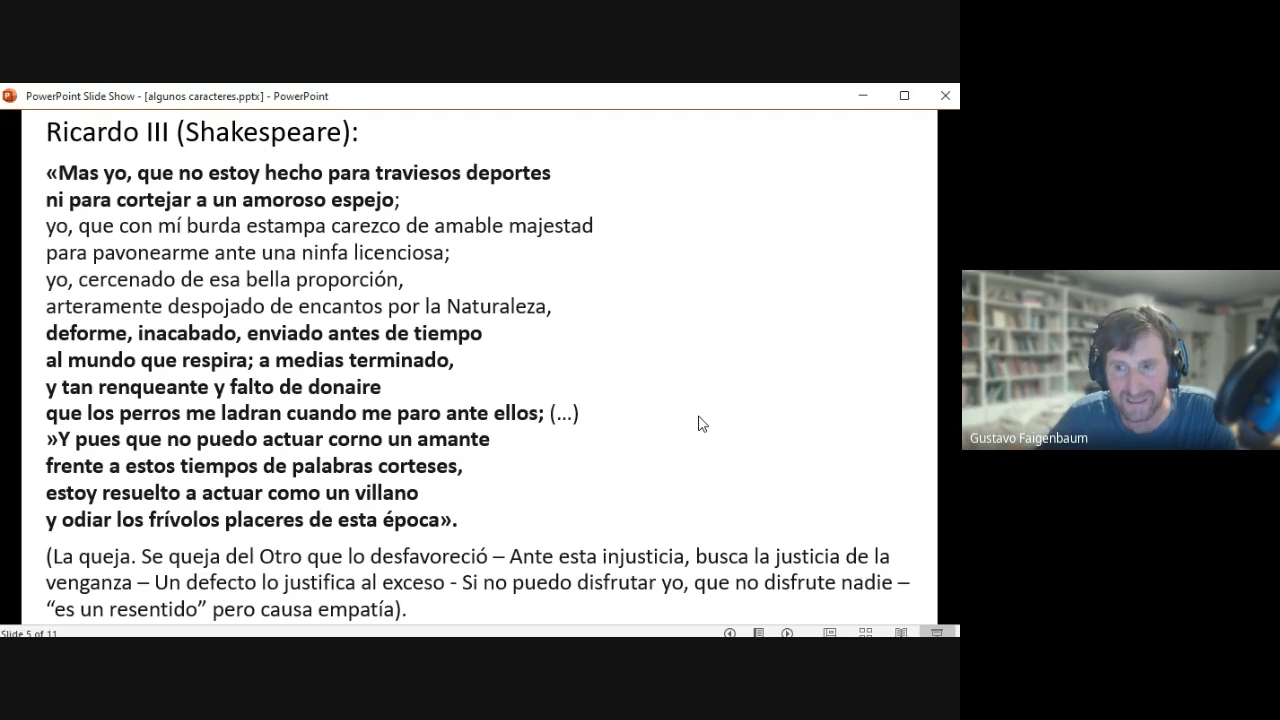 PowerPoint Slide Show - [algunos caracteres.pptx] - PowerPoint
Ricardo III (Shakespeare):
«Mas yo, que no estoy hecho para traviesos deportes
ni para cortejar a un amoroso espejo;
yo, que con mí burda estampa carezco de amable majestad
para pavonearme ante una ninfa licenciosa;
yo, cercenado de esa bella proporción,
arteramente despojado de encantos por la Naturaleza,
deforme, inacabado, enviado antes de tiempo
al mundo que respira; a medias terminado,
y tan renqueante y falto de donaire
que los perros me ladran cuando me paro ante ellos; (...)
»Y pues que no puedo actuar corno un amante
frente a estos tiempos de palabras corteses,
estoy resuelto a actuar como un villano
y odiar los frívolos placeres de esta época».
(La queja. Se queja del Otro que lo desfavoreció – Ante esta injusticia, busca la justicia de la
venganza – Un defecto lo justifica al exceso - Si no puedo disfrutar yo, que no disfrute nadie –
“es un resentido” pero causa empatía).
Slide 5 of 11
Gustavo Faigenbaum